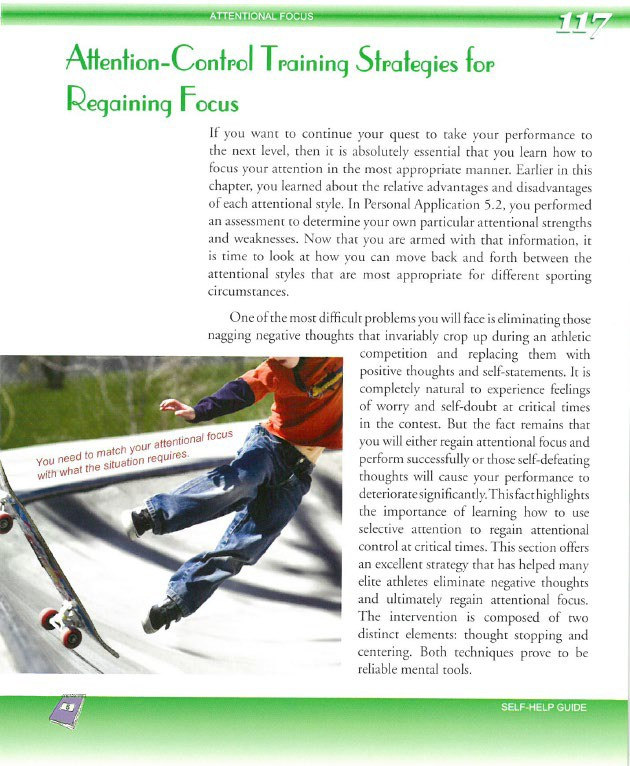 ATTENTIONAL FOCUS
117
Attention-Control Training Strategies for
Regaining Focus
If you want to continue your quest to take your performance to
the next level, then it is absolutely essential that you learn how to
focus your attention in the most appropriate manner. Earlier in this
chapter, you learned about the relative advantages and disadvantages
of each attentional style. In Personal Application 5.2, you performed
an assessment to determine your own particular attentional strengths
and weaknesses. Now that you are armed with that information, it
is time to look at how you can move back and forth between the
attentional styles that are most appropriate for different sporting
circumstances.
One of the most difficult problems you will face is eliminating those
nagging negative thoughts that invariably crop up during an athletic
competition and replacing them with
positive thoughts and self-statements. It is
completely natural to experience feelings
of worry and self-doubt at critical times
in the contest. But the fact remains that
you will either regain attentional focus and
perform successfully or those self-defeating
thoughts will cause your performance to
deteriorate significantly. This fact highlights
the importance of learning how to use
selective attention to regain attentional
control at critical times. This section offers
an excellent strategy that has helped many
elite athletes eliminate negative thoughts
and ultimately regain attentional focus.
The intervention is composed of two
distinct elements: thought stopping and
centering. Both techniques prove to be
reliable mental tools.
You need to match your attentional focus
with what the situation requires.
SELF-HELP GUIDE